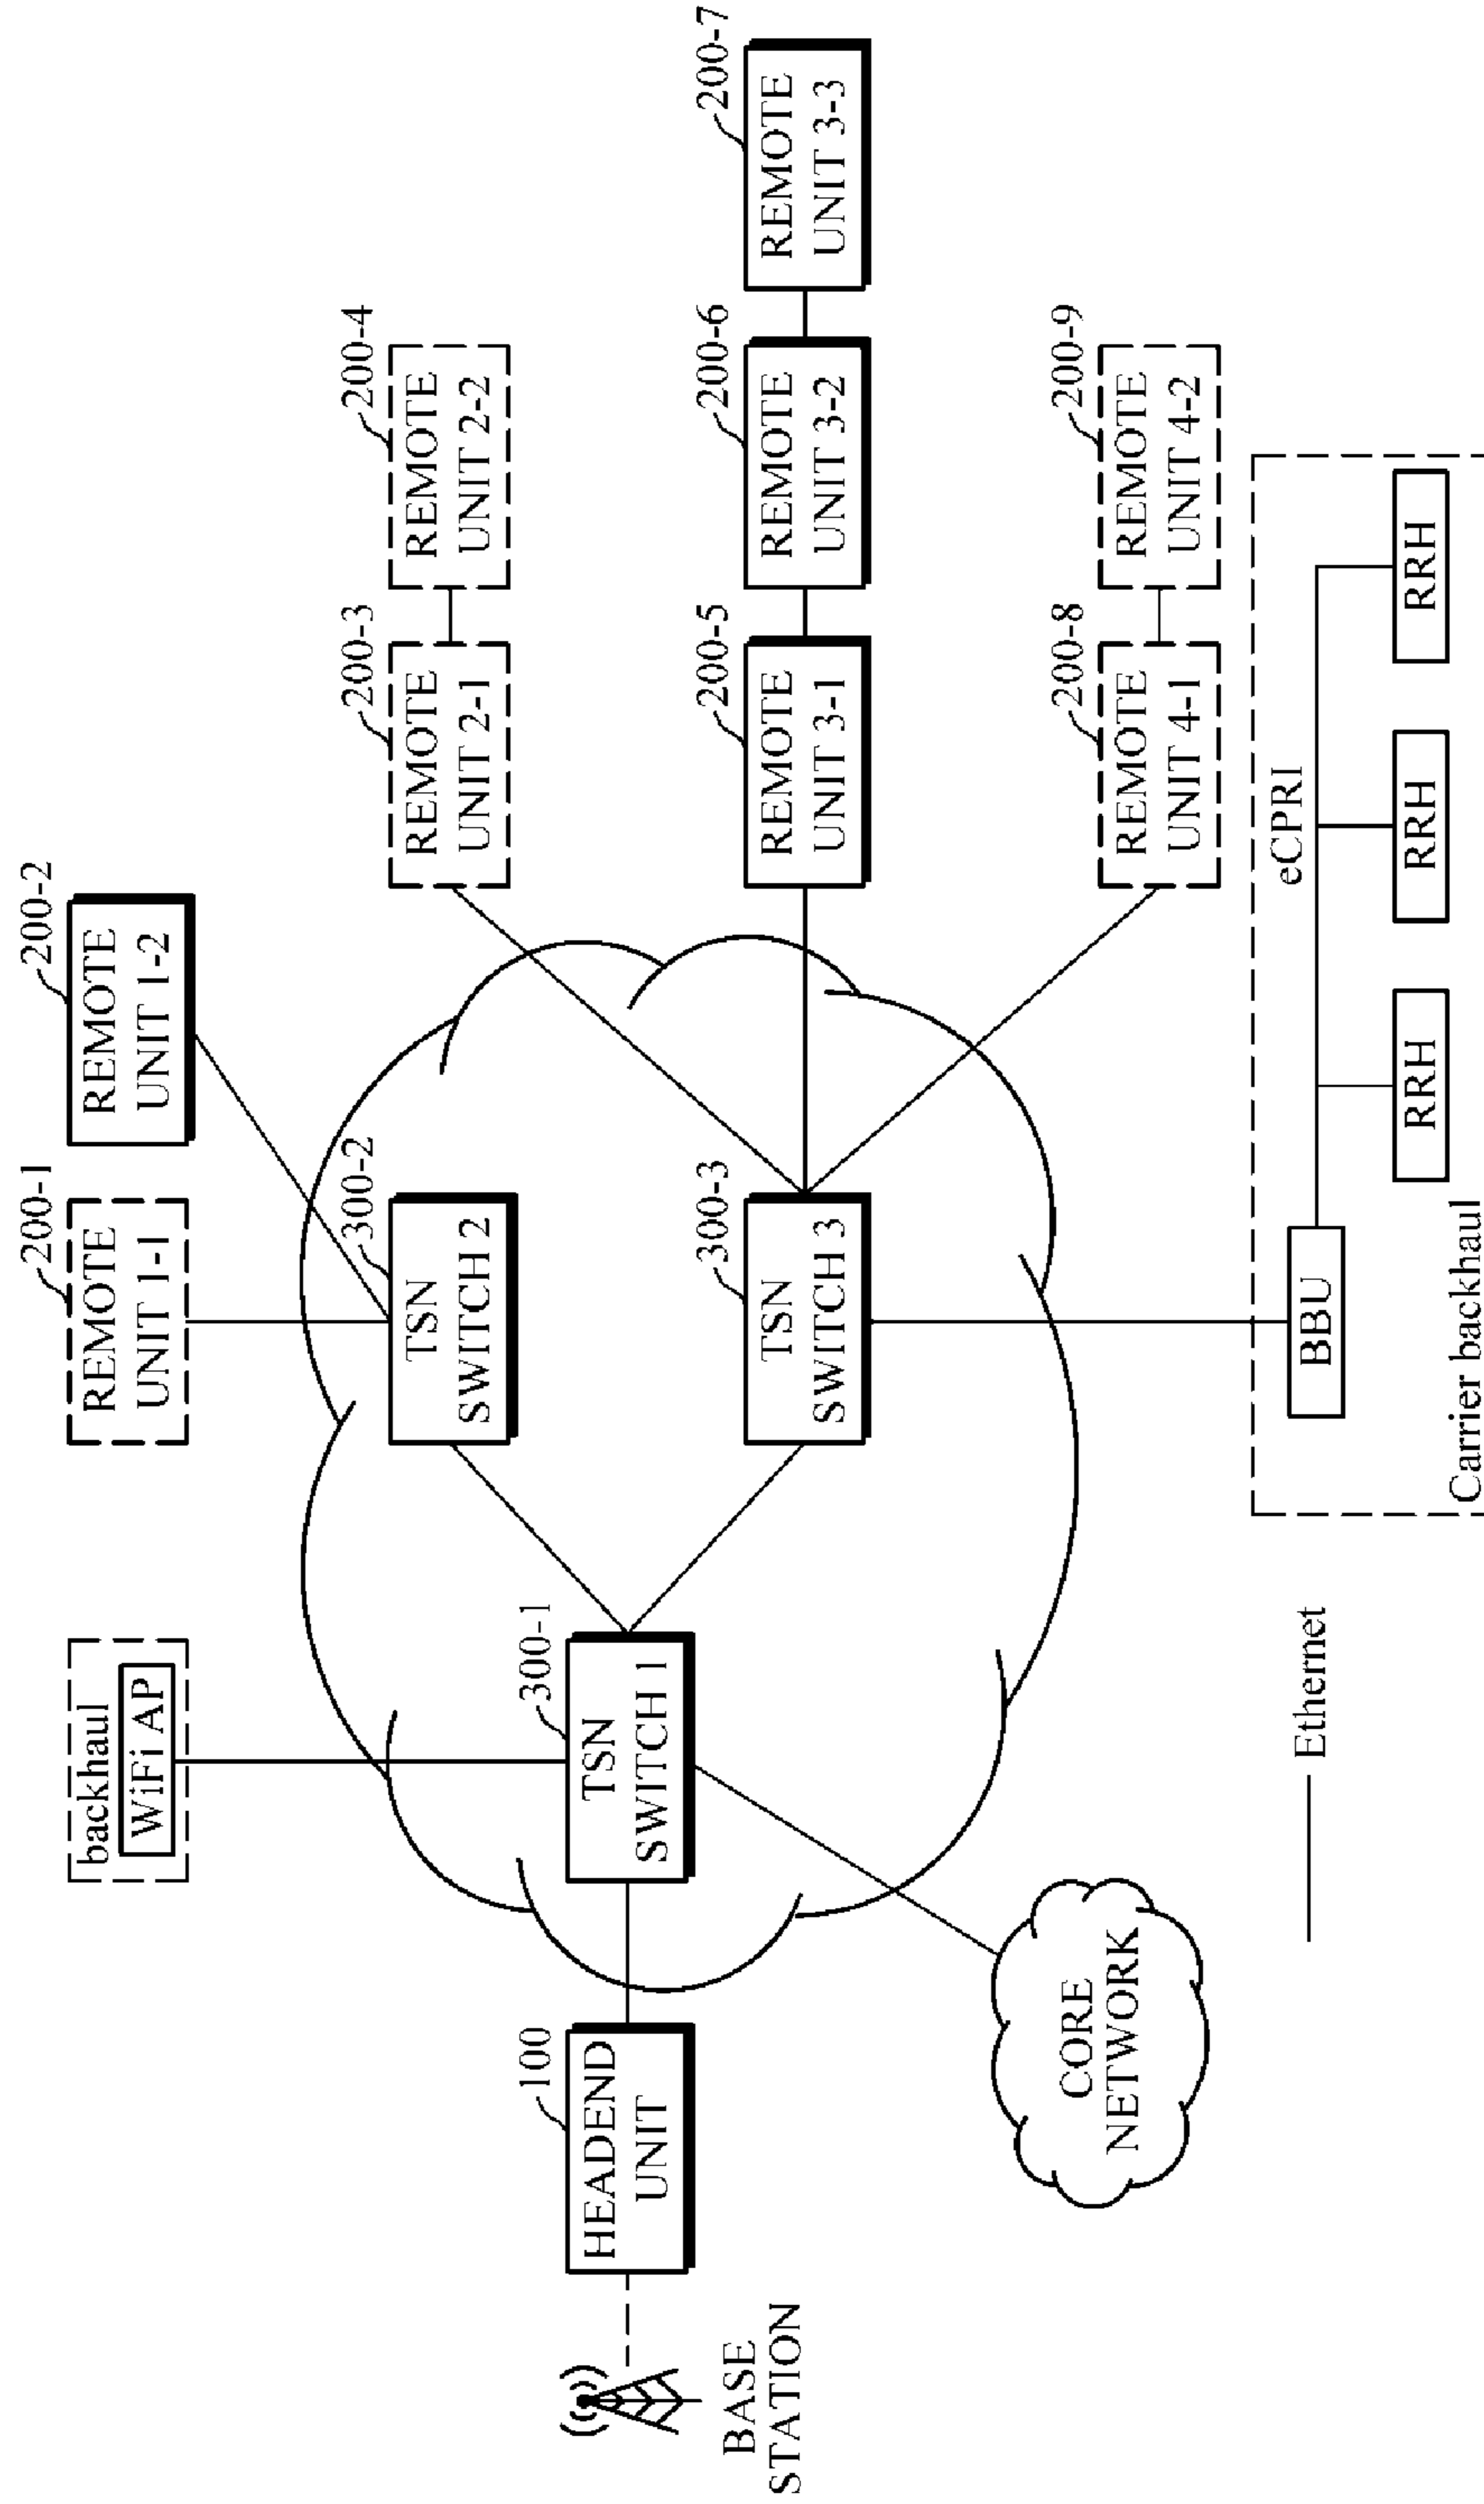 200-1
REMOTE
UNIT 1-1
200-2
REMOTE
UNIT 1-2
backhaul
WiFi AP
300-2
TSN
SWITCH 2
200-3
REMOTE
UNIT 2-1
200-4
REMOTE
UNIT 2-2
100
HEADEND
UNIT
300-1
TSN
SWITCH 1
BASE
STATION
300-3
TSN
SWITCH 3
200-5
REMOTE
UNIT 3-1
200-6
REMOTE
UNIT 3-2
200-7
REMOTE
UNIT 3-3
CORE
NETWORK
200-8
REMOTE
UNIT 4-1
200-9
REMOTE
UNIT 4-2
Ethernet
eCPRI
BBU
RRH
RRH
RRH
Carrier backhaul